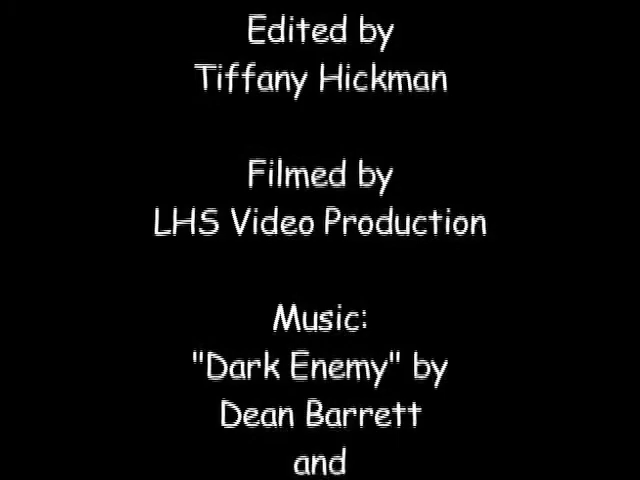 Edited by
Tiffany Hickman
Filmed by
LHS Video Production
Music:
"Dark Enemy" by
Dean Barrett
and